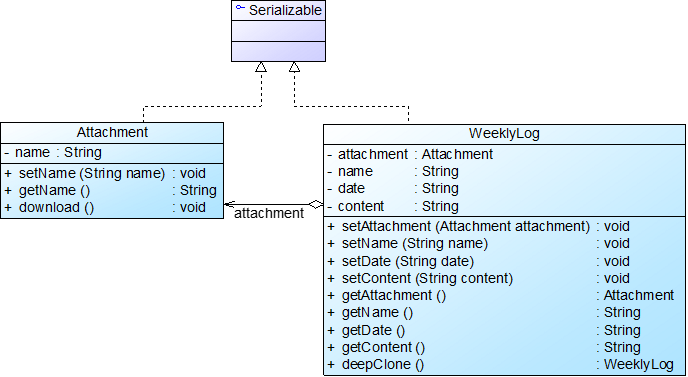 Serializable
Attachment
- name : String
+ setName (String name) : void
+ getName () : String
+ download () : void
attachment
WeeklyLog
- attachment : Attachment
- name : String
- date : String
- content : String
+ setAttachment (Attachment attachment) : void
+ setName (String name) : void
+ setDate (String date) : void
+ setContent (String content) : void
+ getAttachment () : Attachment
+ getName () : String
+ getDate () : String
+ getContent () : String
+ deepClone () : WeeklyLog